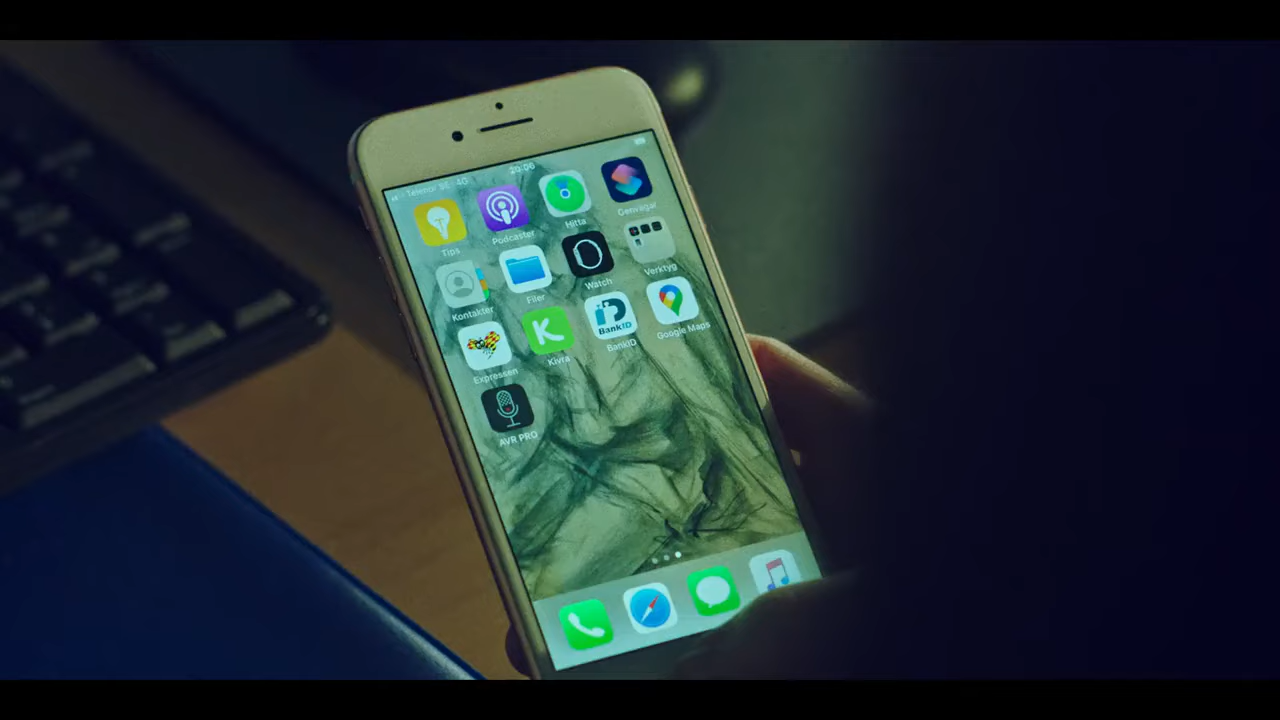 Telenor SE 4G
20:06
Tips
Podcaster
Hitta
Genvägar
Kontakter
Filer
Watch
Verktyg
Expressen
Kivra
BankID
BankID
Google Maps
AVR PRO